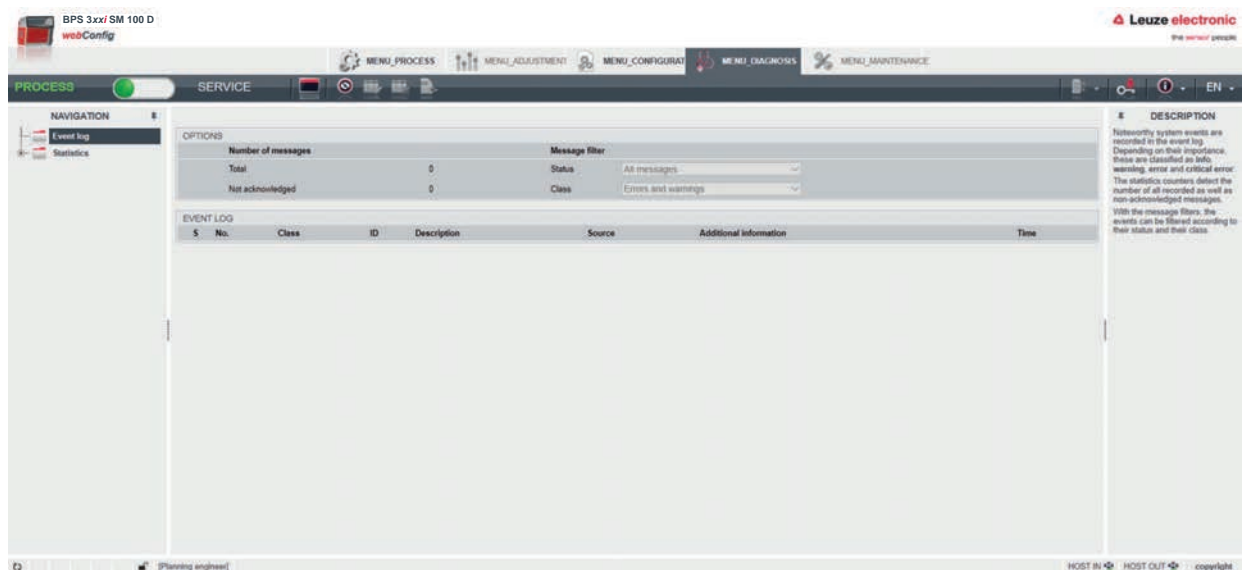 BPS 3xxi SM 100 D
webConfig
Leuze electronic
the sensor people
MENU_PROCESS
MENU_ADJUSTMENT
MENU_CONFIGURAT
MENU_DIAGNOSIS
MENU_MAINTENANCE
PROCESS
SERVICE
EN
NAVIGATION
Event log
Statistics
OPTIONS
Number of messages
Message filter
Total 0
Status All messages
Not acknowledged 0
Class Errors and warnings
EVENT LOG
S No. Class ID Description Source Additional information Time
DESCRIPTION
Noteworthy system events are
recorded in the event log.
Depending on their importance,
these are classified as info,
warning, error and critical error.
The statistics counters detect the
number of all recorded as well as
non-acknowledged messages.
With the message filters, the
events can be filtered according to
their status and their class.
[Planning engineer]
HOST IN HOST OUT copyright